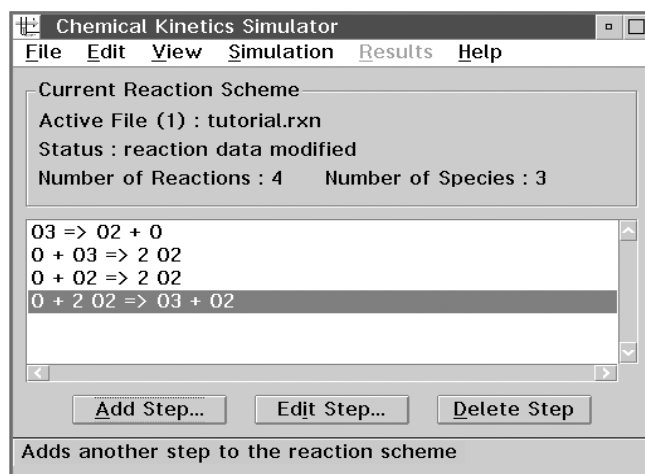 Chemical Kinetics Simulator
File Edit View Simulation Results Help
Current Reaction Scheme
Active File (1) : tutorial.rxn
Status : reaction data modified
Number of Reactions : 4 Number of Species : 3
O3 => O2 + O
O + O3 => 2 O2
O + O2 => 2 O2
O + 2 O2 => O3 + O2
Add Step... Edit Step... Delete Step
Adds another step to the reaction scheme